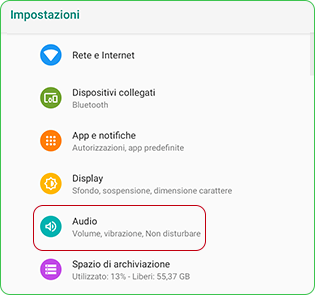 Impostazioni
Rete e Internet
Dispositivi collegati
Bluetooth
App e notifiche
Autorizzazioni, app predefinite
Display
Sfondo, sospensione, dimensione carattere
Audio
Volume, vibrazione, Non disturbare
Spazio di archiviazione
Utilizzato: 13% - Liberi: 55,37 GB